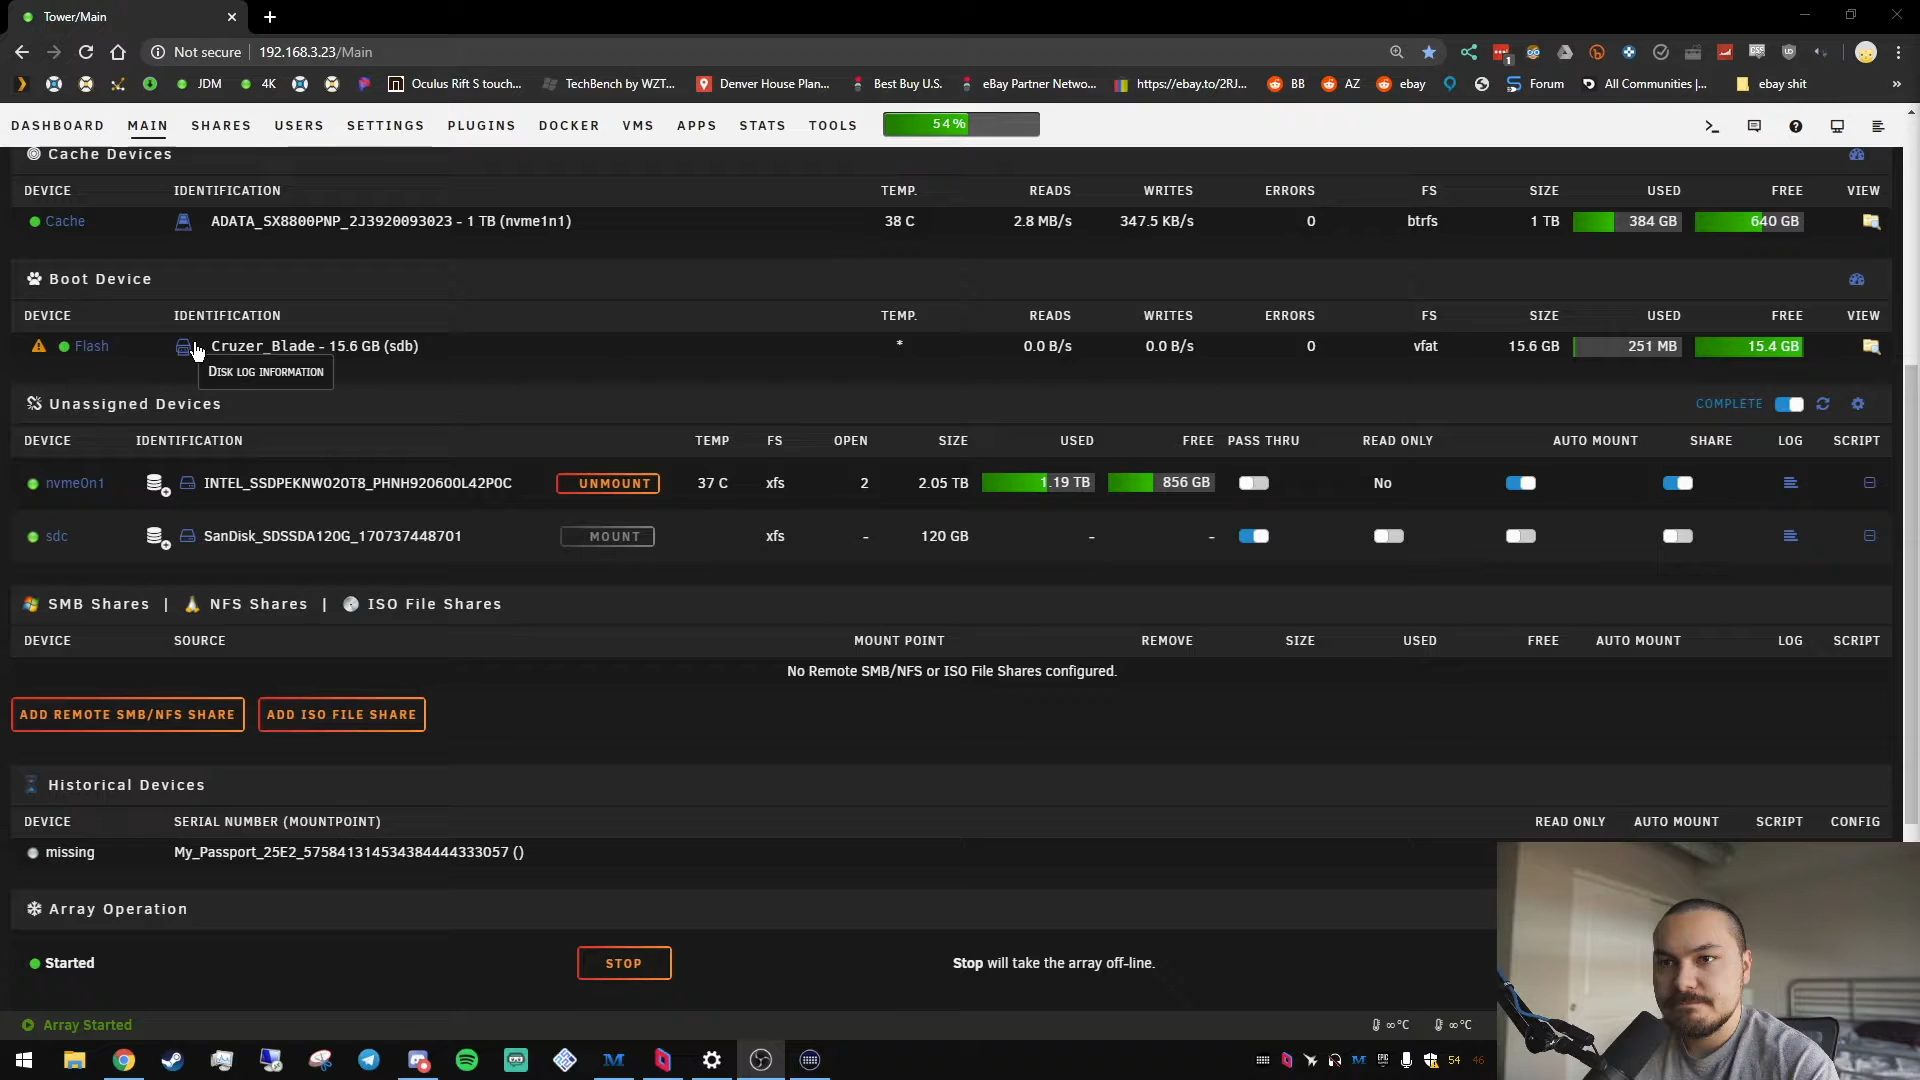 Tower/Main
Not secure 192.168.3.23/Main
1
JDM 4K Oculus Rift S touch... TechBench by WZT... Denver House Plan... Best Buy U.S. eBay Partner Netwo... https://ebay.to/2RJ... BB AZ ebay Forum All Communities |... ebay shit »
DASHBOARD MAIN SHARES USERS SETTINGS PLUGINS DOCKER VMS APPS STATS TOOLS 54%
Cache Devices
DEVICE IDENTIFICATION TEMP. READS WRITES ERRORS FS SIZE USED FREE VIEW
Cache ADATA_SX8800PNP_2J3920093023 - 1 TB (nvme1n1) 38 C 2.8 MB/s 347.5 KB/s 0 btrfs 1 TB 384 GB 640 GB
Boot Device
DEVICE IDENTIFICATION TEMP. READS WRITES ERRORS FS SIZE USED FREE VIEW
Flash Cruzer_Blade - 15.6 GB (sdb) * 0.0 B/s 0.0 B/s 0 vfat 15.6 GB 251 MB 15.4 GB
DISK LOG INFORMATION
Unassigned Devices COMPLETE
DEVICE IDENTIFICATION TEMP FS OPEN SIZE USED FREE PASS THRU READ ONLY AUTO MOUNT SHARE LOG SCRIPT
nvme0n1 INTEL_SSDPEKNW020T8_PHNH920600L42P0C UNMOUNT 37 C xfs 2 2.05 TB 1.19 TB 856 GB No
sdc SanDisk_SDSSDA120G_170737448701 MOUNT xfs - 120 GB - -
SMB Shares | NFS Shares | ISO File Shares
DEVICE SOURCE MOUNT POINT REMOVE SIZE USED FREE AUTO MOUNT LOG SCRIPT
No Remote SMB/NFS or ISO File Shares configured.
ADD REMOTE SMB/NFS SHARE ADD ISO FILE SHARE
Historical Devices
DEVICE SERIAL NUMBER (MOUNTPOINT) READ ONLY AUTO MOUNT SCRIPT CONFIG
missing My_Passport_25E2_575841314534384444333057 ()
Array Operation
Started STOP Stop will take the array off-line.
Array Started ∞°C ∞°C
54 46